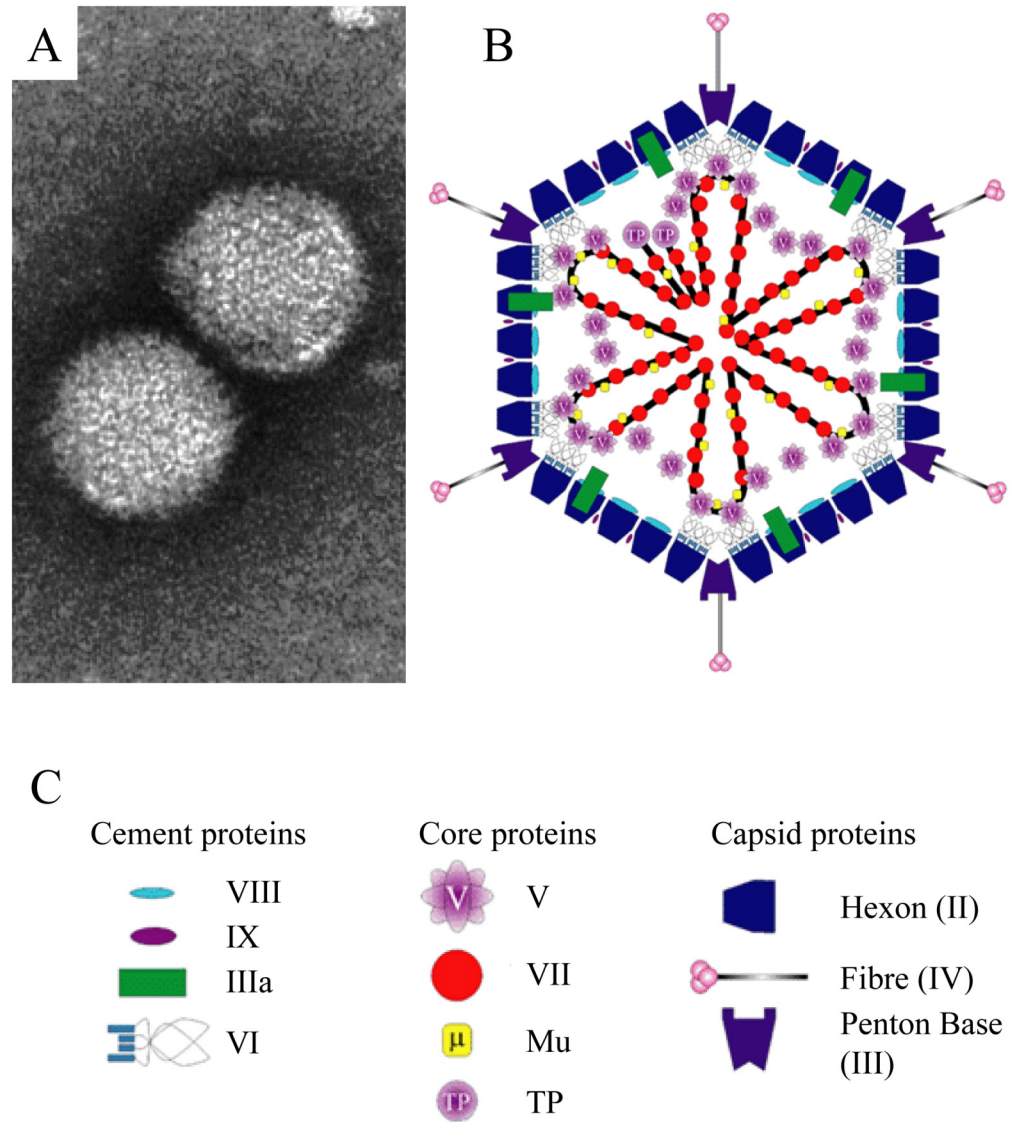 A
B
TP TP
V V V V V V V V V V V V V V V V V V V V V V V V V V
C
Cement proteins
VIII
IX
IIIa
VI
Core proteins
V V
VII
μ Mu
TP TP
Capsid proteins
Hexon (II)
Fibre (IV)
Penton Base
(III)